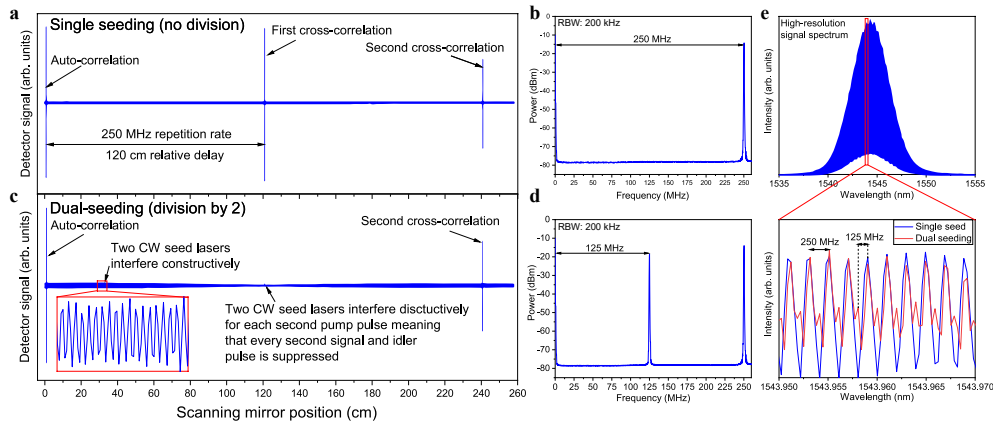 a
Single seeding (no division)
First cross-correlation
Second cross-correlation
Auto-correlation
250 MHz repetition rate
120 cm relative delay
Detector signal (arb. units)
c
Dual-seeding (division by 2)
Auto-correlation
Second cross-correlation
Two CW seed lasers
interfere constructively
Two CW seed lasers interfere disctuctively
for each second pump pulse meaning
that every second signal and idler
pulse is suppressed
Detector signal (arb. units)
0 20 40 60 80 100 120 140 160 180 200 220 240 260
Scanning mirror position (cm)
b
RBW: 200 kHz
250 MHz
0
-10
-20
-30
-40
-50
-60
-70
-80
Power (dBm)
0 25 50 75 100 125 150 175 200 225 250
Frequency (MHz)
d
RBW: 200 kHz
125 MHz
0
-10
-20
-30
-40
-50
-60
-70
-80
Power (dBm)
0 25 50 75 100 125 150 175 200 225 250
Frequency (MHz)
e
High-resolution
signal spectrum
Intensity (arb. units)
1535 1540 1545 1550 1555
Wavelength (nm)
Single seed
Dual seeding
250 MHz
125 MHz
Intensity (arb. units)
1543.950 1543.955 1543.960 1543.965 1543.970
Wavelength (nm)